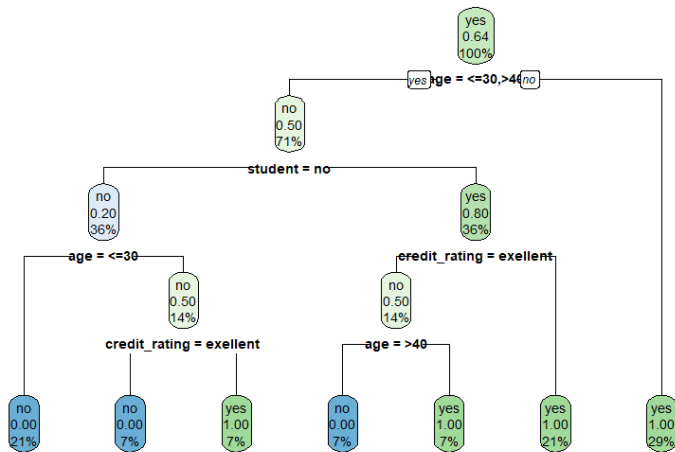 yes
0.64
100%
yes age = <=30,>40 no
no
0.50
71%
student = no
no
0.20
36%
yes
0.80
36%
age = <=30
credit_rating = exellent
no
0.50
14%
no
0.50
14%
credit_rating = exellent
age = >40
no
0.00
21%
no
0.00
7%
yes
1.00
7%
no
0.00
7%
yes
1.00
7%
yes
1.00
21%
yes
1.00
29%